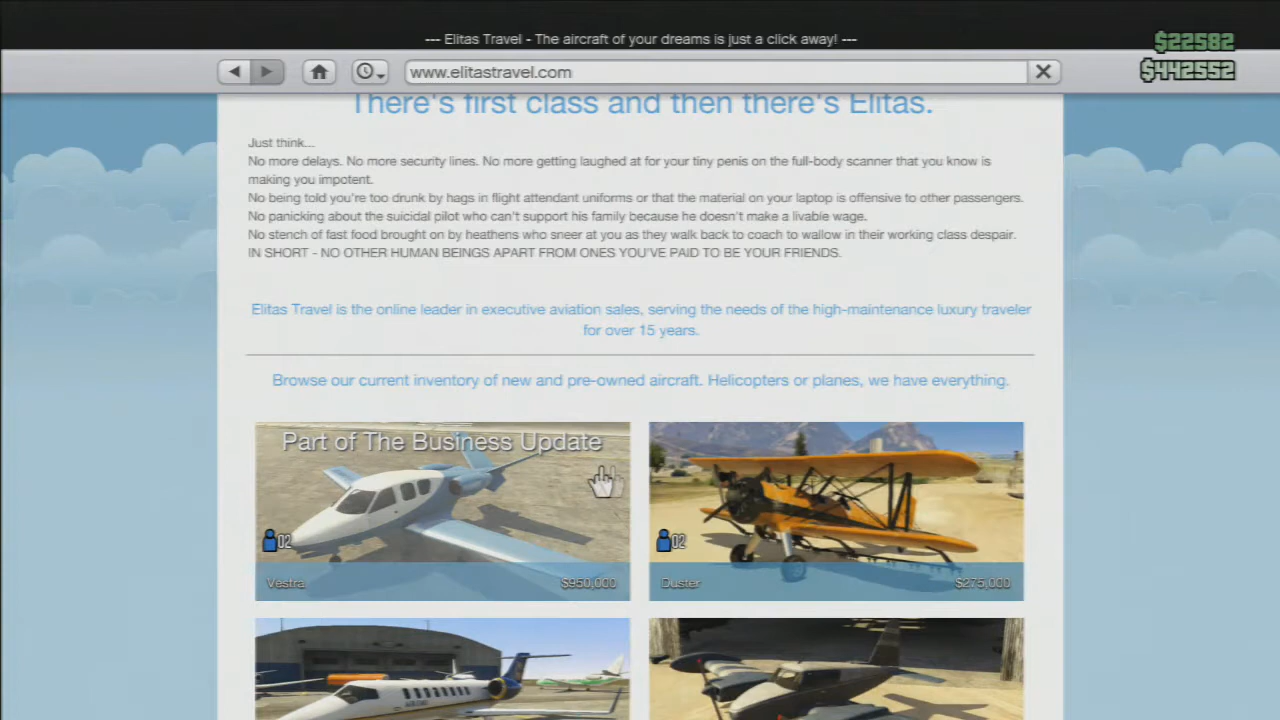 --- Elitas Travel - The aircraft of your dreams is just a click away! ---
$22582
$442552
www.elitastravel.com
There's first class and then there's Elitas.
Just think...
No more delays. No more security lines. No more getting laughed at for your tiny penis on the full-body scanner that you know is
making you impotent.
No being told you're too drunk by hags in flight attendant uniforms or that the material on your laptop is offensive to other passengers.
No panicking about the suicidal pilot who can't support his family because he doesn't make a livable wage.
No stench of fast food brought on by heathens who sneer at you as they walk back to coach to wallow in their working class despair.
IN SHORT - NO OTHER HUMAN BEINGS APART FROM ONES YOU'VE PAID TO BE YOUR FRIENDS.
Elitas Travel is the online leader in executive aviation sales, serving the needs of the high-maintenance luxury traveler
for over 15 years.
Browse our current inventory of new and pre-owned aircraft. Helicopters or planes, we have everything.
Part of The Business Update
02
Vestra $950,000
02
Duster $275,000